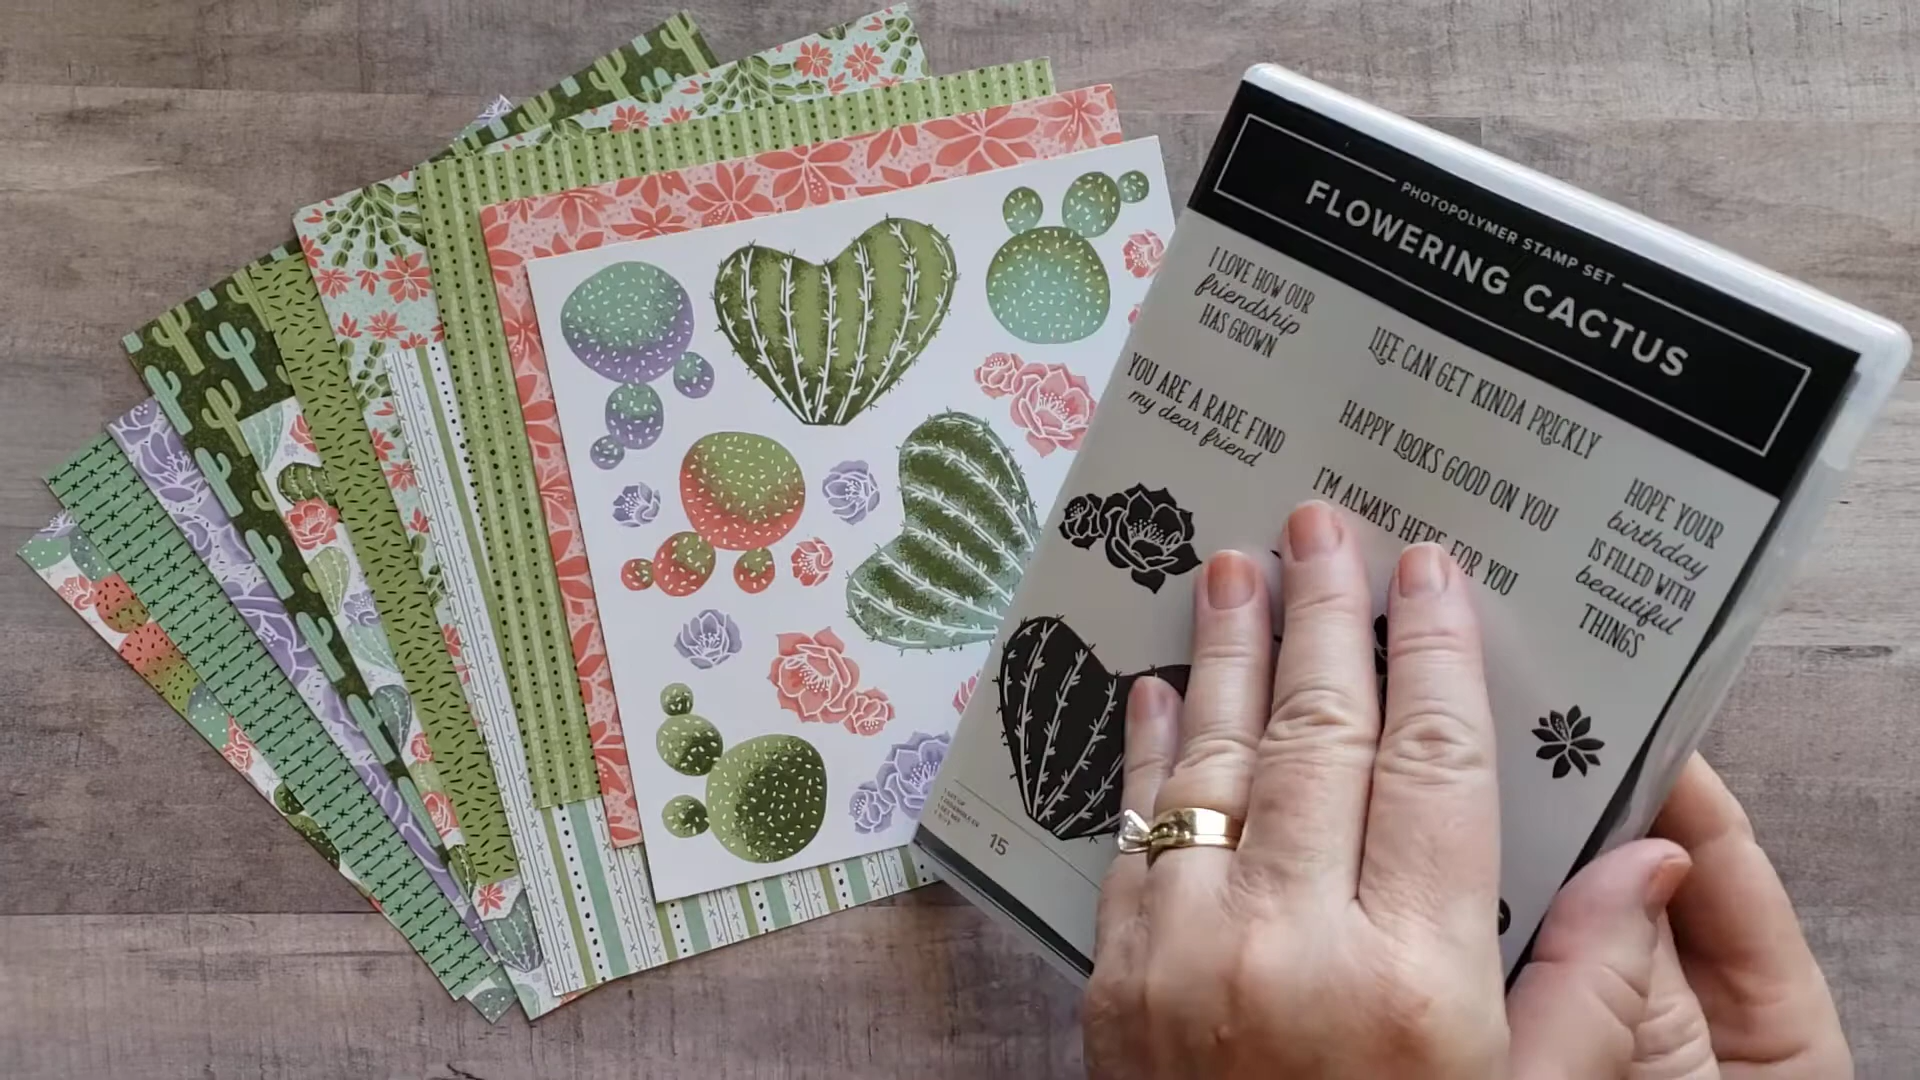 PHOTOPOLYMER STAMP SET
FLOWERING CACTUS
I LOVE HOW OUR
friendship
HAS GROWN
LIFE CAN GET KINDA PRICKLY
YOU ARE A RARE FIND
my dear friend
HAPPY LOOKS GOOD ON YOU
I'M ALWAYS HERE FOR YOU
HOPE YOUR
birthday
IS FILLED WITH
beautiful
THINGS
15